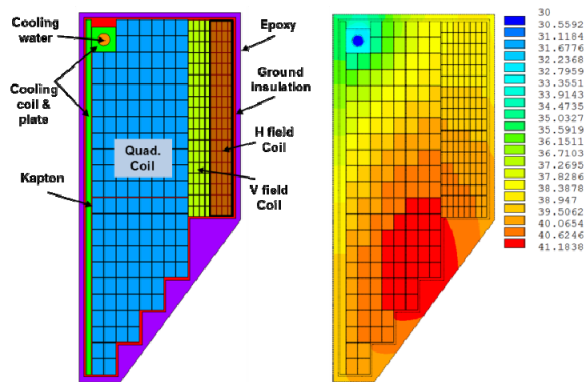 Cooling
water
Cooling
coil &
plate
Kapton
Quad.
Coil
Epoxy
Ground
insulation
H field
Coil
V field
Coil
30
30.5592
31.1184
31.6776
32.2368
32.7959
33.3551
33.9143
34.4735
35.0327
35.5919
36.1511
36.7103
37.2695
37.8286
38.3878
38.947
39.5062
40.0654
40.6246
41.1838